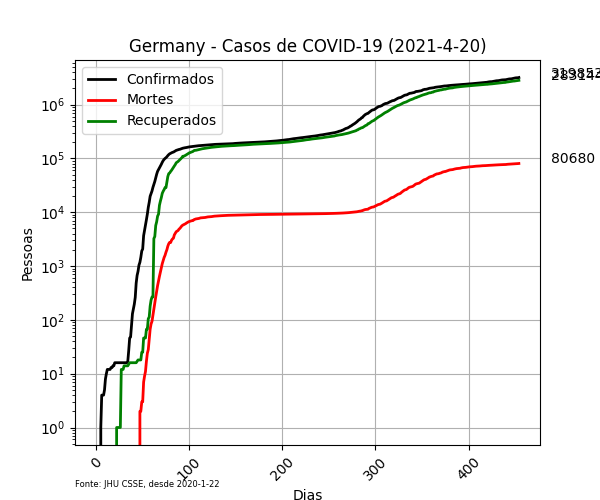 Germany - Casos de COVID-19 (2021-4-20)
Confirmados
Mortes
Recuperados
80680
Pessoas
10⁶
10⁵
10⁴
10³
10²
10¹
10⁰
0
100
200
300
400
Dias
Fonte: JHU CSSE, desde 2020-1-22